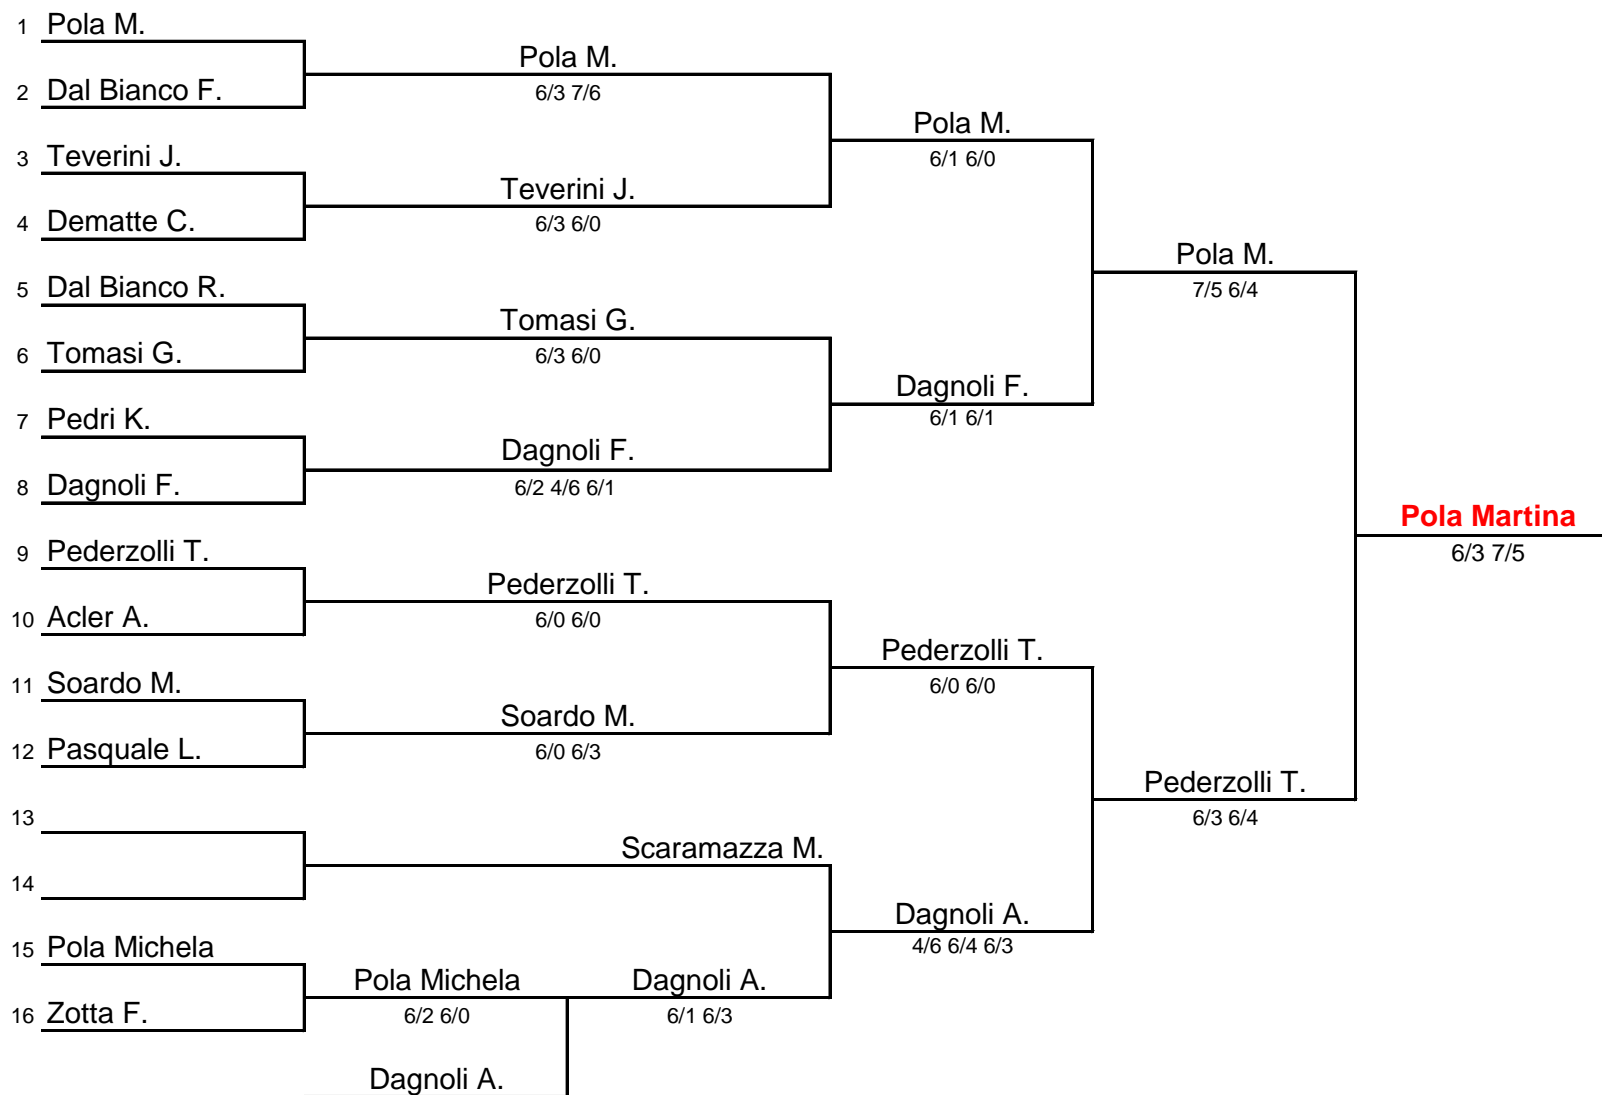 1 Pola M.
Pola M.
2 Dal Bianco F.
6/3 7/6
Pola M.
3 Teverini J.
6/1 6/0
Teverini J.
4 Dematte C.
6/3 6/0
Pola M.
5 Dal Bianco R.
7/5 6/4
Tomasi G.
6 Tomasi G.
6/3 6/0
Dagnoli F.
7 Pedri K.
6/1 6/1
Dagnoli F.
8 Dagnoli F.
6/2 4/6 6/1
Pola Martina
9 Pederzolli T.
6/3 7/5
Pederzolli T.
10 Acler A.
6/0 6/0
Pederzolli T.
11 Soardo M.
6/0 6/0
Soardo M.
12 Pasquale L.
6/0 6/3
Pederzolli T.
13
6/3 6/4
Scaramazza M.
14
Dagnoli A.
15 Pola Michela
4/6 6/4 6/3
Pola Michela
Dagnoli A.
16 Zotta F.
6/2 6/0
6/1 6/3
Dagnoli A.